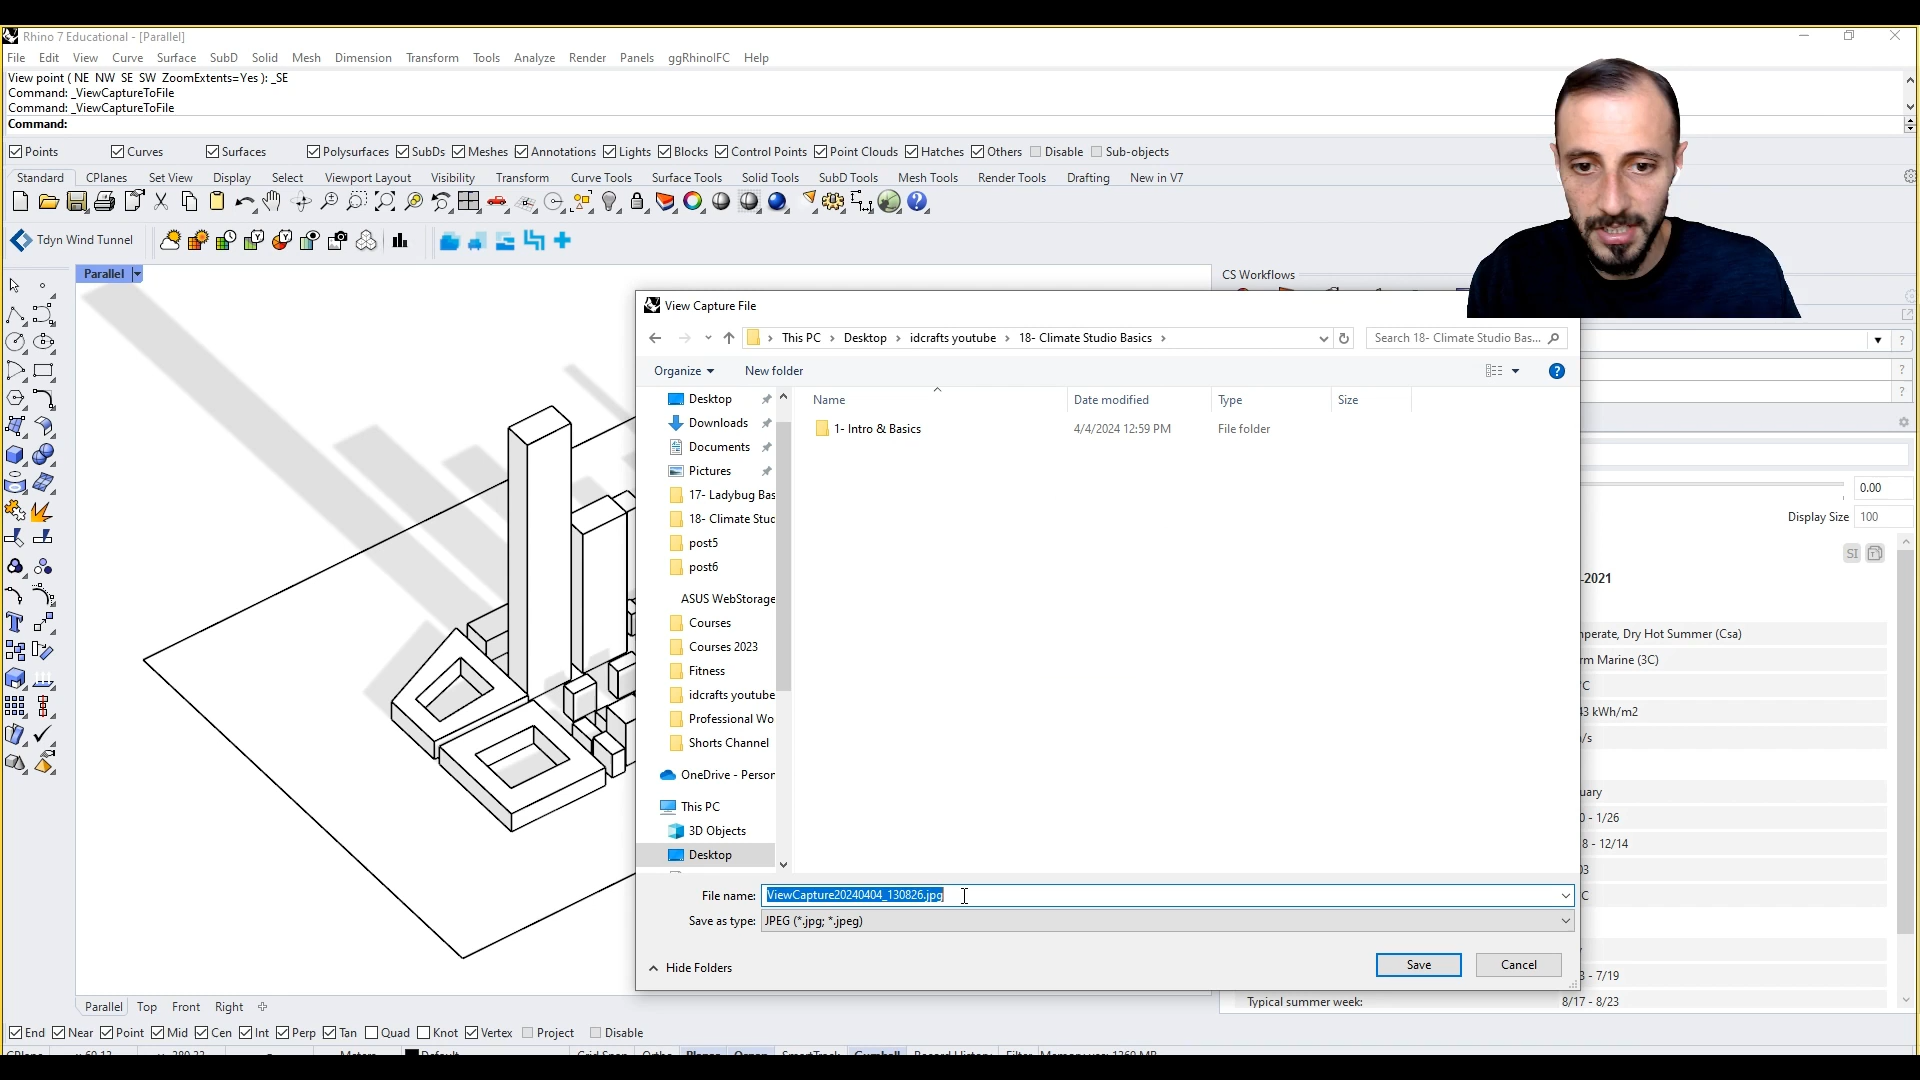 Rhino 7 Educational - [Parallel]
File Edit View Curve Surface SubD Solid Mesh Dimension Transform Tools Analyze Render Panels ggRhinoIFC Help
View point ( NE NW SE SW ZoomExtents=Yes ): _SE
Command: _ViewCaptureToFile
Command: _ViewCaptureToFile
Command:
Points Curves Surfaces Polysurfaces SubDs Meshes Annotations Lights Blocks Control Points Point Clouds Hatches Others Disable Sub-objects
Standard CPlanes Set View Display Select Viewport Layout Visibility Transform Curve Tools Surface Tools Solid Tools SubD Tools Mesh Tools Render Tools Drafting New in V7
Tdyn Wind Tunnel
Parallel
CS Workflows
View Capture File
This PC > Desktop > idcrafts youtube > 18- Climate Studio Basics >
Search 18- Climate Studio Bas...
Organize New folder
Name Date modified Type Size
1- Intro & Basics 4/4/2024 12:59 PM File folder
Desktop
Downloads
Documents
Pictures
17- Ladybug Bas
18- Climate Stud
post5
post6
ASUS WebStorage
Courses
Courses 2023
Fitness
idcrafts youtube
Professional Wo
Shorts Channel
OneDrive - Person
This PC
3D Objects
Desktop
File name: ViewCapture20240404_130826.jpg
Save as type: JPEG (*.jpg; *.jpeg)
Hide Folders
Save Cancel
0.00
Display Size 100
SI
-2021
perate, Dry Hot Summer (Csa)
rm Marine (3C)
°C
43 kWh/m2
/s
uary
0 - 1/26
8 - 12/14
03
C
3 - 7/19
Typical summer week: 8/17 - 8/23
Parallel Top Front Right
End Near Point Mid Cen Int Perp Tan Quad Knot Vertex Project Disable